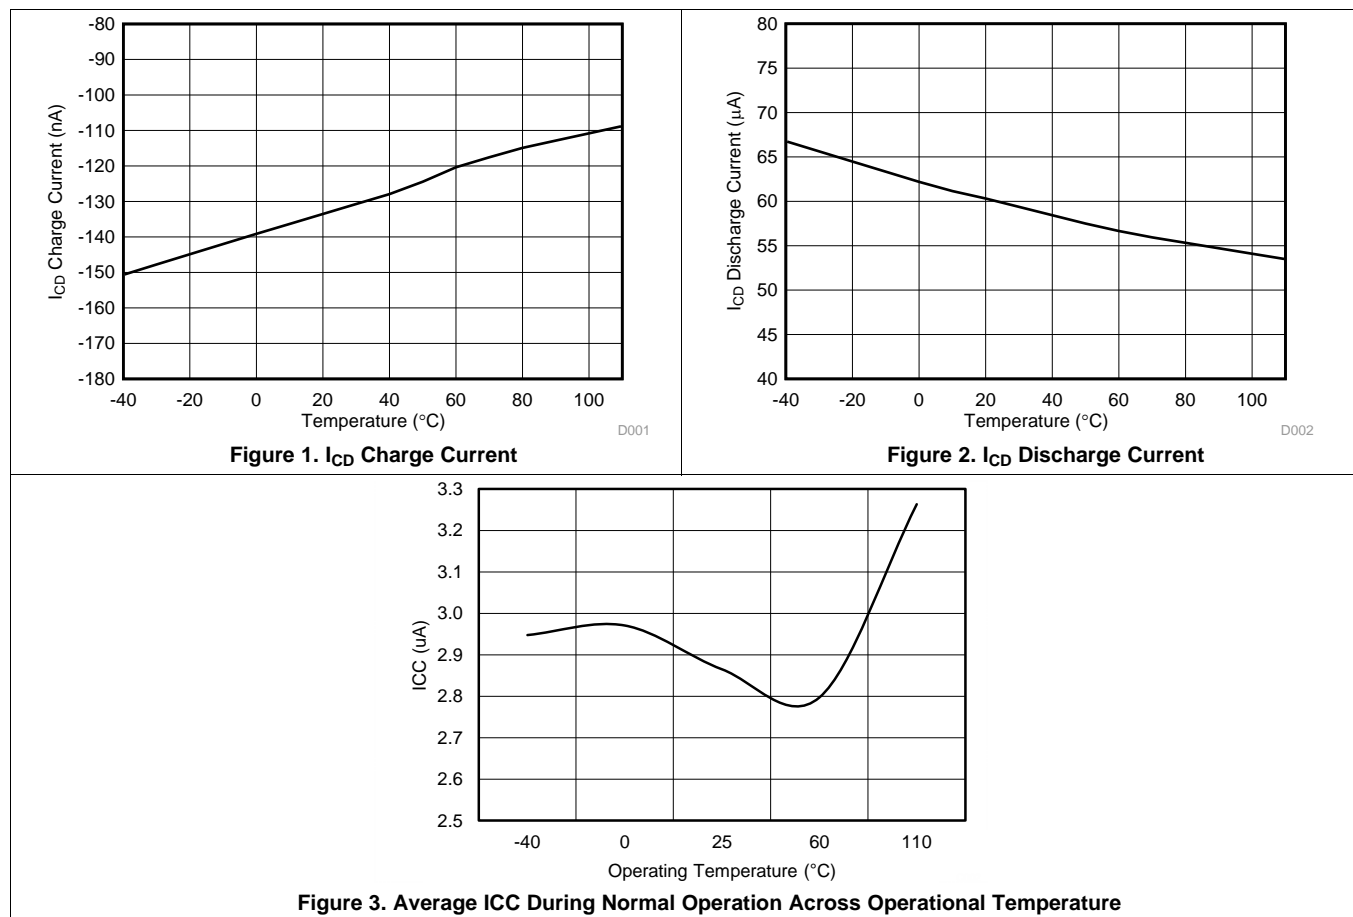 -80
-90
-100
-110
-120
-130
-140
-150
-160
-170
-180
I_CD Charge Current (nA)
-40 -20 0 20 40 60 80 100
Temperature (°C)
D001
Figure 1. I_CD Charge Current
80
75
70
65
60
55
50
45
40
I_CD Discharge Current (µA)
-40 -20 0 20 40 60 80 100
Temperature (°C)
D002
Figure 2. I_CD Discharge Current
3.3
3.2
3.1
3.0
2.9
2.8
2.7
2.6
2.5
ICC (uA)
-40 0 25 60 110
Operating Temperature (°C)
Figure 3. Average ICC During Normal Operation Across Operational Temperature